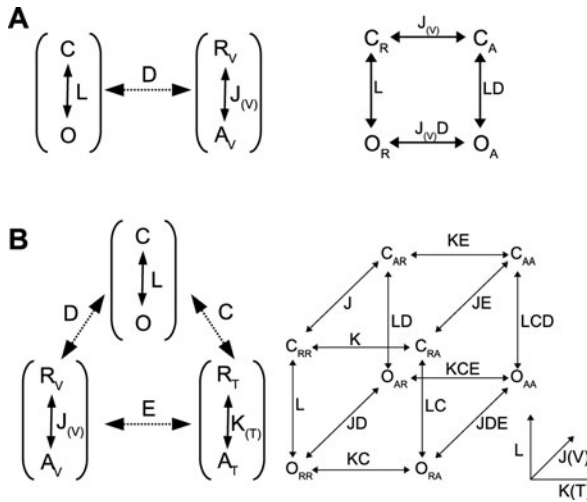 A
C
L
O
D
R_V
J_(V)
A_V
C_R
J_(V)
C_A
L
LD
O_R
J_(V)D
O_A
B
C
L
O
D
C
R_V
J_(V)
A_V
E
R_T
K_(T)
A_T
C_AR
KE
C_AA
J
LD
JE
LCD
C_RR
K
C_RA
O_AR
KCE
O_AA
L
JD
LC
JDE
O_RR
KC
O_RA
L
J(V)
K(T